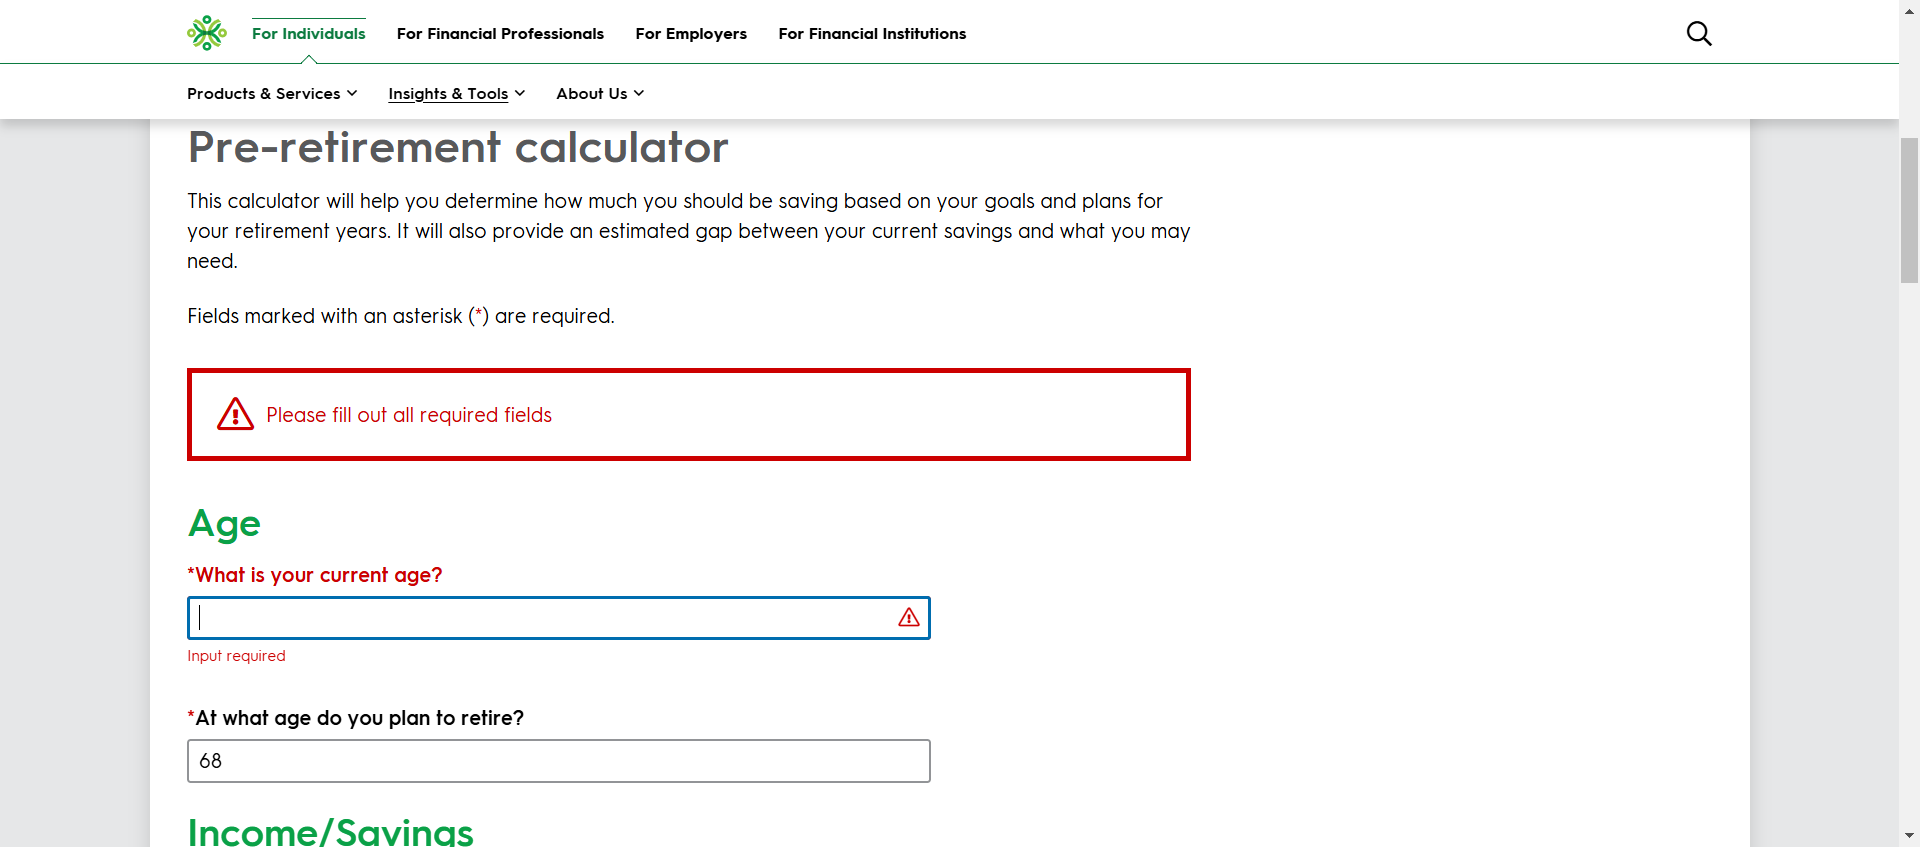 For Individuals
For Financial Professionals
For Employers
For Financial Institutions
Products & Services
Insights & Tools
About Us
Pre-retirement calculator
This calculator will help you determine how much you should be saving based on your goals and plans for
your retirement years. It will also provide an estimated gap between your current savings and what you may
need.
Fields marked with an asterisk (*) are required.
Please fill out all required fields
Age
*What is your current age?
Input required
*At what age do you plan to retire?
68
Income/Savings